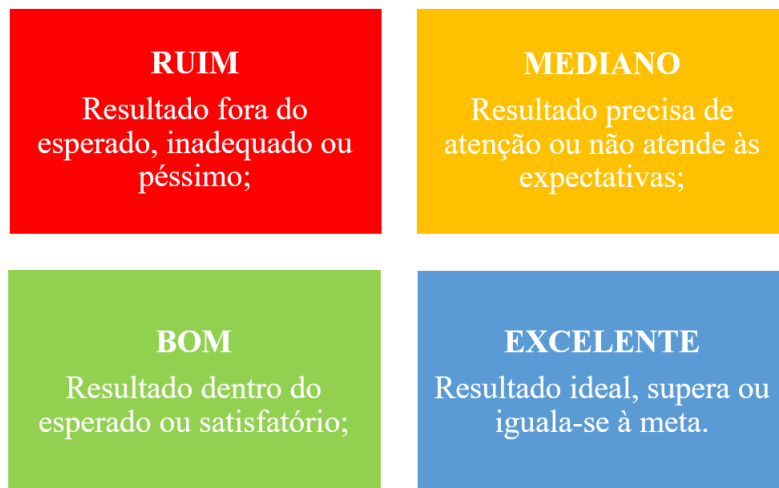 RUIM
Resultado fora do
esperado, inadequado ou
péssimo;
MEDIANO
Resultado precisa de
atenção ou não atende às
expectativas;
BOM
Resultado dentro do
esperado ou satisfatório;
EXCELENTE
Resultado ideal, supera ou
iguala-se à meta.